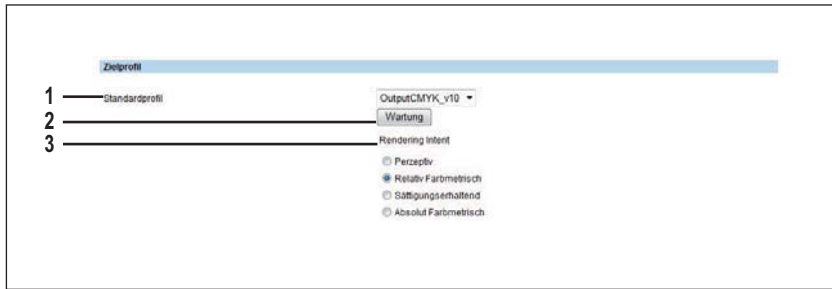 Zielprofil
1 Standardprofil OutputCMYK_v10
2 Wartung
3 Rendering Intent
Perzeptiv
Relativ Farbmetrisch
Sättigungserhaltend
Absolut Farbmetrisch